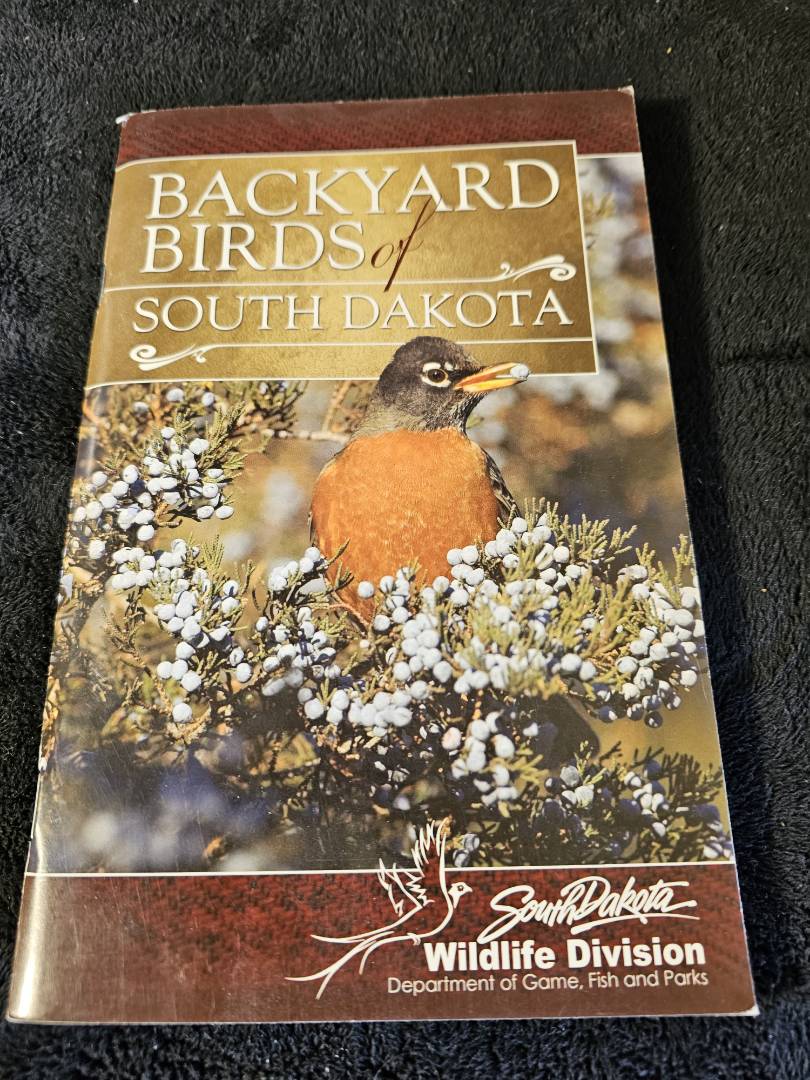 BACKYARD
BIRDS of
SOUTH DAKOTA
South Dakota
Wildlife Division
Department of Game, Fish and Parks